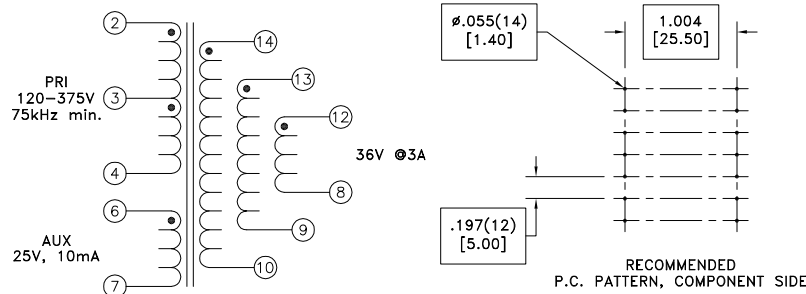 2
3
4
6
7
PRI
120-375V
75kHz min.
AUX
25V, 10mA
14
13
12
8
9
10
36V @3A
ø.055(14)
[1.40]
1.004
[25.50]
.197(12)
[5.00]
RECOMMENDED
P.C. PATTERN, COMPONENT SIDE